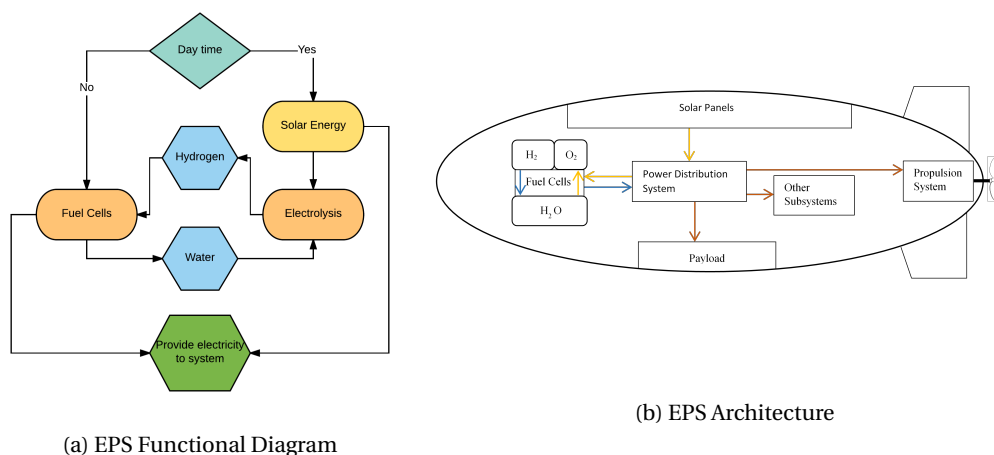 Day time
Yes
No
Solar Energy
Hydrogen
Fuel Cells
Electrolysis
Water
Provide electricity
to system
(a) EPS Functional Diagram
Solar Panels
H2
O2
Fuel Cells
H2O
Power Distribution
System
Other
Subsystems
Propulsion
System
Payload
(b) EPS Architecture